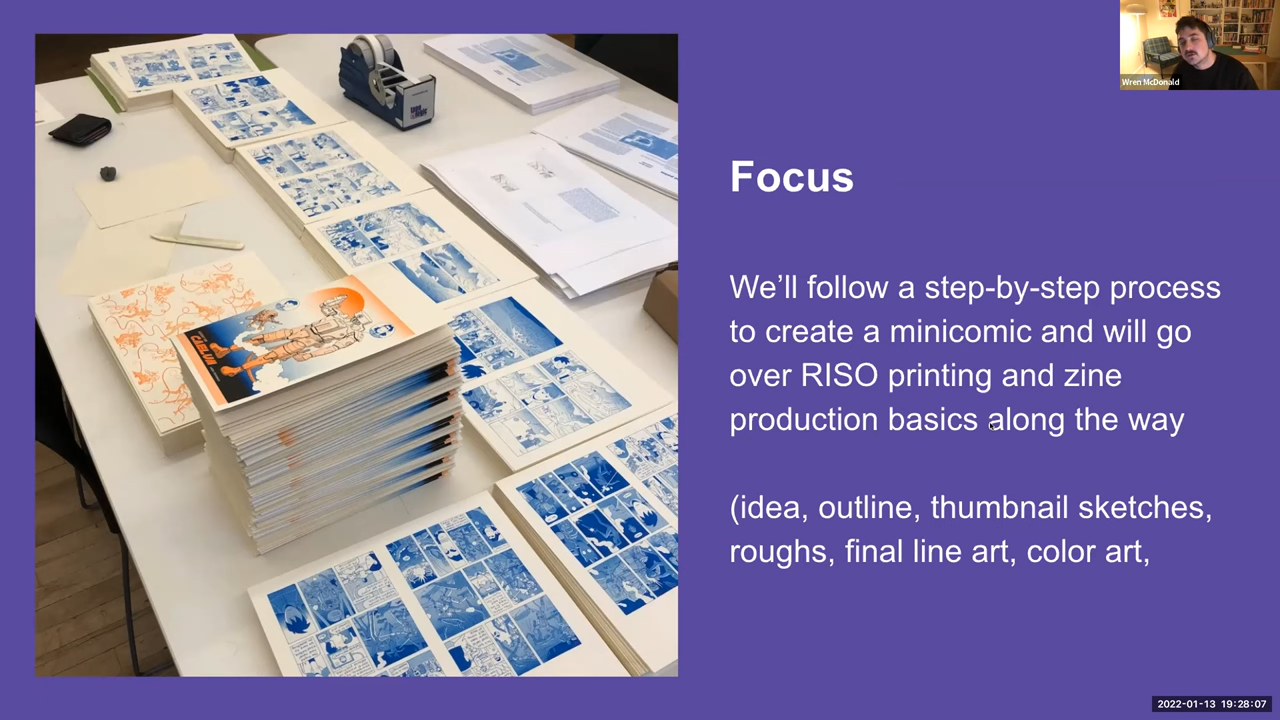 Wren McDonald
Focus
We’ll follow a step-by-step process
to create a minicomic and will go
over RISO printing and zine
production basics along the way
(idea, outline, thumbnail sketches,
roughs, final line art, color art,
2022-01-13 19:28:07